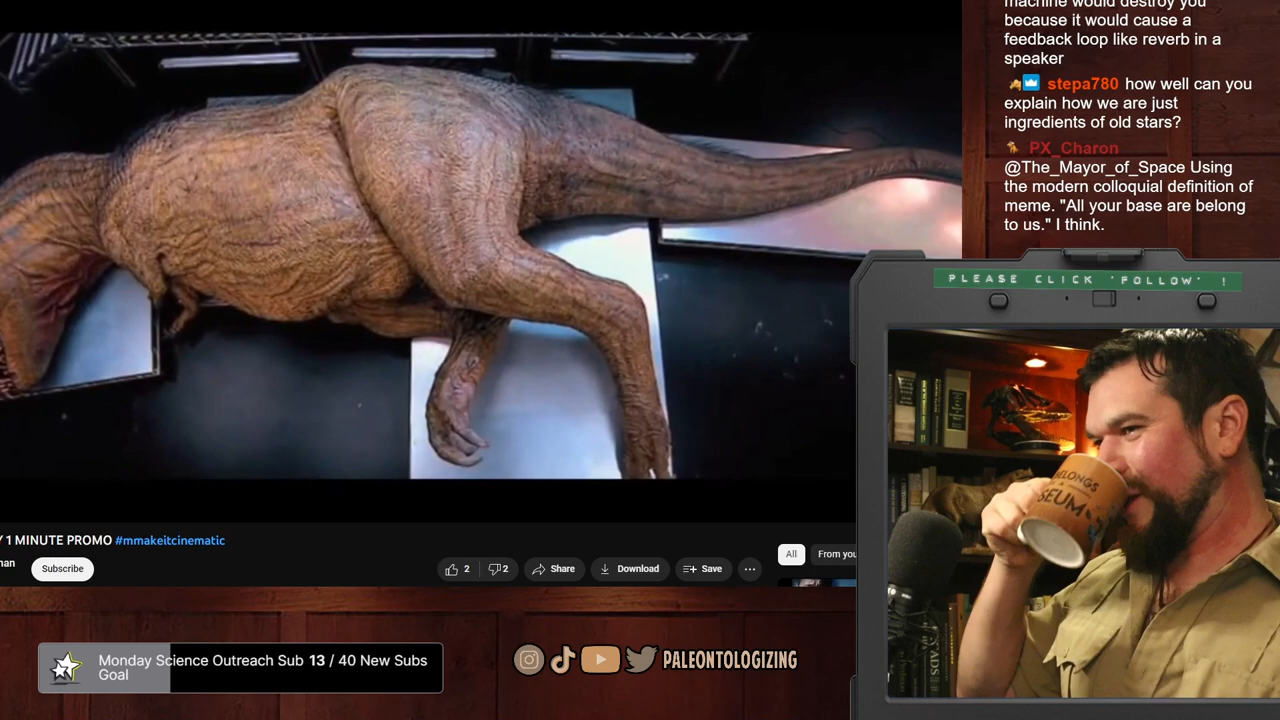 machine would destroy you
because it would cause a
feedback loop like reverb in a
speaker
stepa780 how well can you
explain how we are just
ingredients of old stars?
PX_Charon
@The_Mayor_of_Space Using
the modern colloquial definition of
meme. "All your base are belong
to us." I think.
PLEASE CLICK 'FOLLOW' !
BELONGS
SEUM
1 MINUTE PROMO #mmakeitcinematic
nan
Subscribe
2
2
Share
Download
Save
All
From you
Monday Science Outreach Sub 13 / 40 New Subs
Goal
PALEONTOLOGIZING